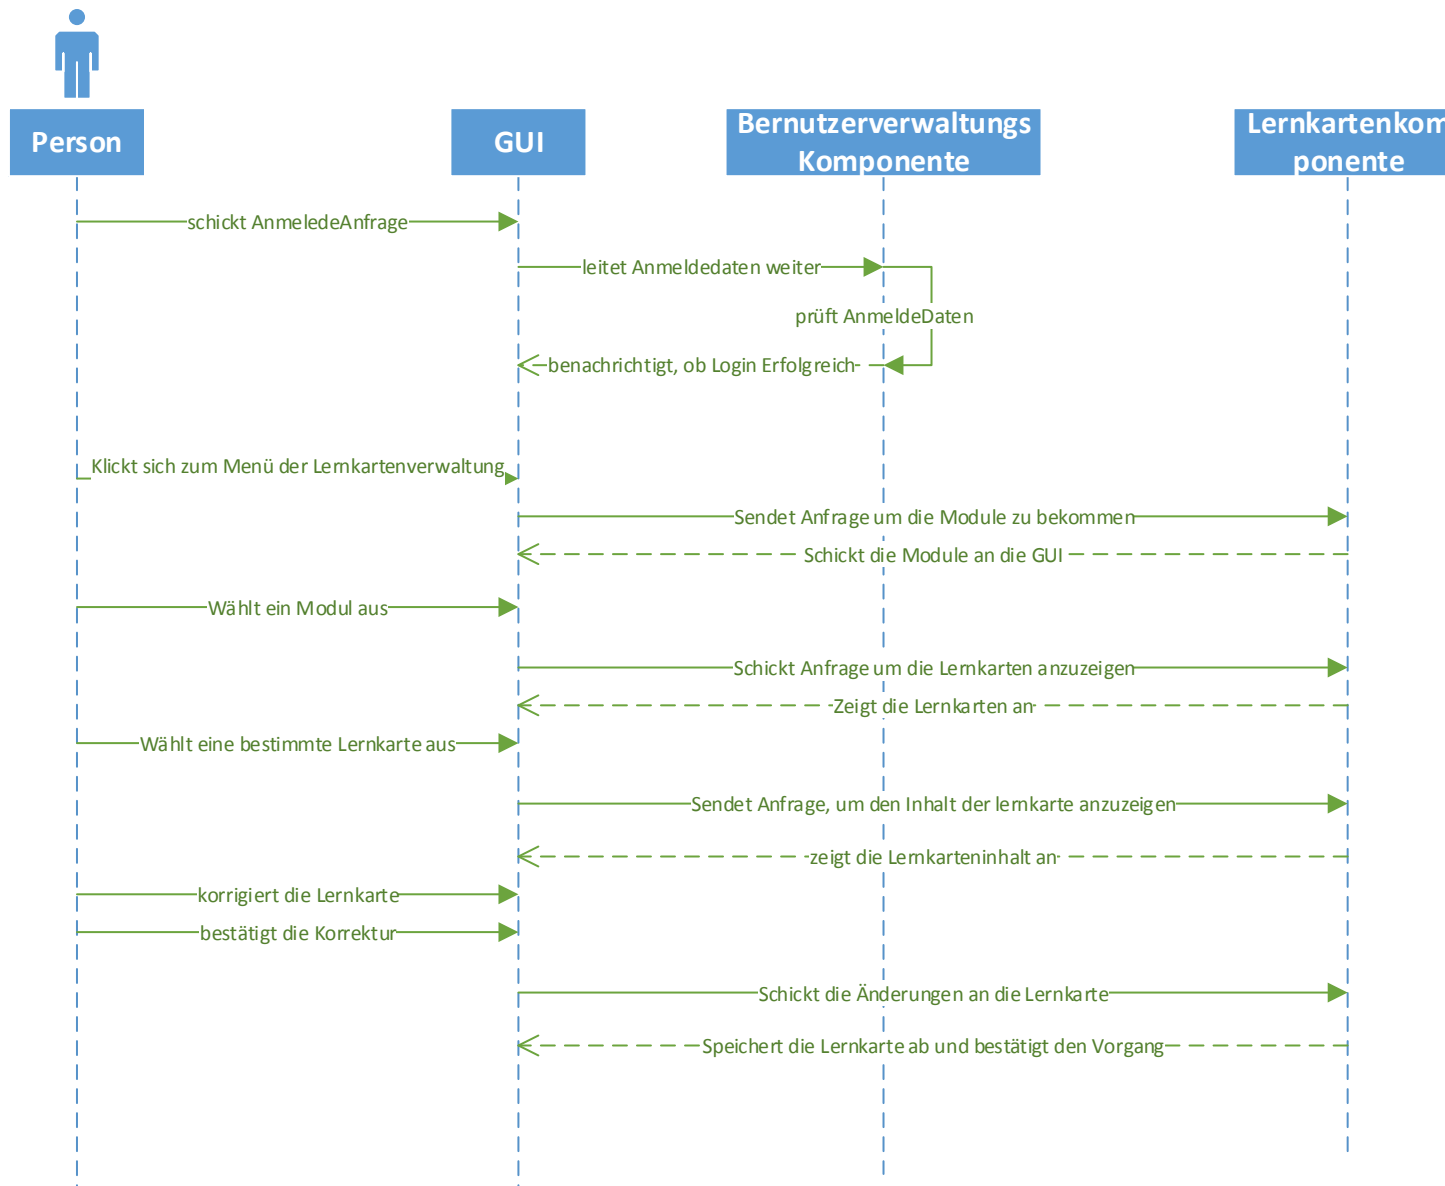 Person
GUI
Bernutzerverwaltungs
Komponente
Lernkartenkom
ponente
schickt AnmeledeAnfrage
leitet Anmeldedaten weiter
prüft AnmeldeDaten
benachrichtigt, ob Login Erfolgreich
Klickt sich zum Menü der Lernkartenverwaltung
Sendet Anfrage um die Module zu bekommen
Schickt die Module an die GUI
Wählt ein Modul aus
Schickt Anfrage um die Lernkarten anzuzeigen
Zeigt die Lernkarten an
Wählt eine bestimmte Lernkarte aus
Sendet Anfrage, um den Inhalt der lernkarte anzuzeigen
zeigt die Lernkarteninhalt an
korrigiert die Lernkarte
bestätigt die Korrektur
Schickt die Änderungen an die Lernkarte
Speichert die Lernkarte ab und bestätigt den Vorgang